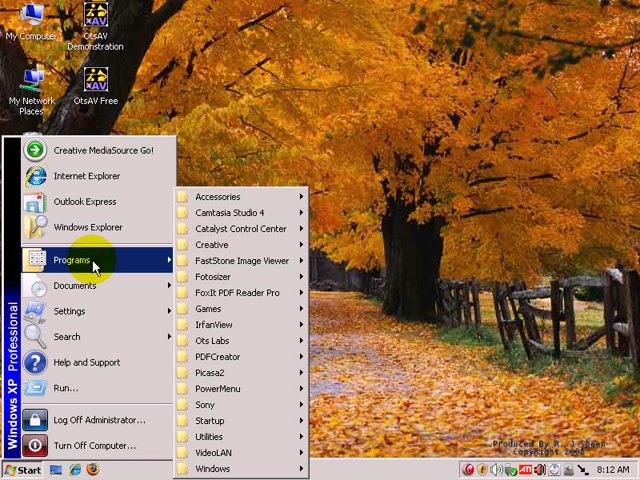 My Computer
OtsAV
Demonstration
My Network
Places
OtsAV Free
Creative MediaSource Go!
Internet Explorer
Outlook Express
Windows Explorer
Programs
Documents
Settings
Search
Help and Support
Run...
Log Off Administrator...
Turn Off Computer...
Windows XP Professional
Accessories
Camtasia Studio 4
Catalyst Control Center
Creative
FastStone Image Viewer
Fotosizer
FoxIt PDF Reader Pro
Games
IrfanView
Ots Labs
PDFCreator
Picasa2
PowerMenu
Sony
Startup
Utilities
VideoLAN
Windows
Produced By R. J Sheen
CopyRight 2008
Start
ATI
8:12 AM